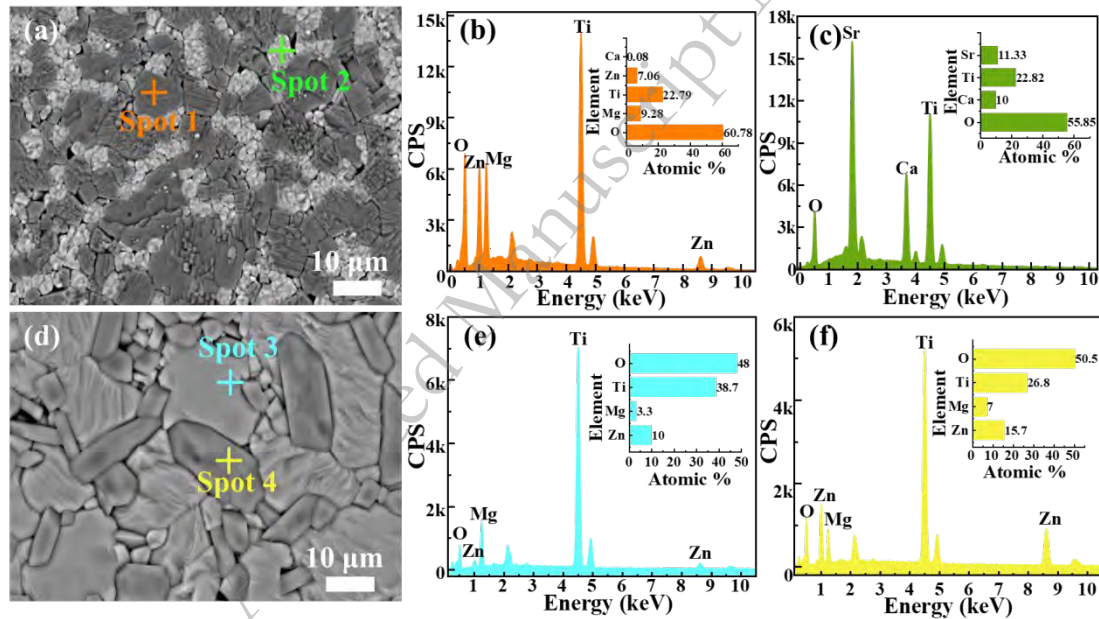 (a)
Spot 1
Spot 2
10 μm
(b)
CPS
15k
12k
9k
6k
3k
0
O
Zn
Mg
Ti
Zn
1 2 3 4 5 6 7 8 9 10
Energy (keV)
Element
Ca 0.08
Zn 7.06
Ti 22.79
Mg 9.28
O 60.78
0 20 40 60
Atomic %
(c)
18k
15k
12k
9k
6k
3k
0
O
Sr
Ca
Ti
1 2 3 4 5 6 7 8 9 10
Energy (keV)
Element
Sr 11.33
Ti 22.82
Ca 10
O 55.85
0 20 40 60
Atomic %
(d)
Spot 3
Spot 4
10 μm
(e)
CPS
8k
6k
4k
2k
0
O
Zn
Mg
Ti
Zn
1 2 3 4 5 6 7 8 9 10
Energy (keV)
Element
O 48
Ti 38.7
Mg 3.3
Zn 10
0 10 20 30 40 50
Atomic %
(f)
CPS
6k
4k
2k
0
O
Zn
Mg
Ti
Zn
1 2 3 4 5 6 7 8 9 10
Energy (keV)
Element
O 50.5
Ti 26.8
Mg 7
Zn 15.7
0 10 20 30 40 50
Atomic %
ed Manuscript